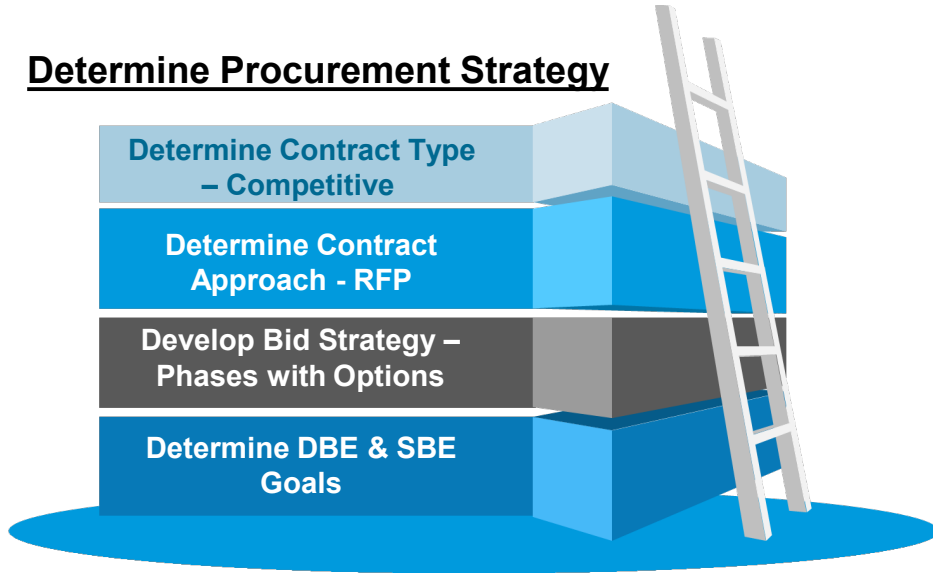 Determine Procurement Strategy
Determine Contract Type
– Competitive
Determine Contract
Approach - RFP
Develop Bid Strategy –
Phases with Options
Determine DBE & SBE
Goals